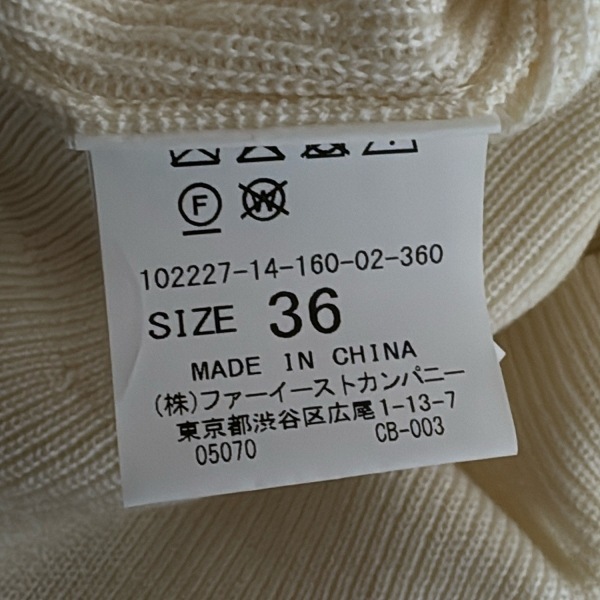 F W
102227-14-160-02-360
SIZE 36
MADE IN CHINA
(株)ファーイーストカンパニー
東京都渋谷区広尾1-13-7
05070 CB-003